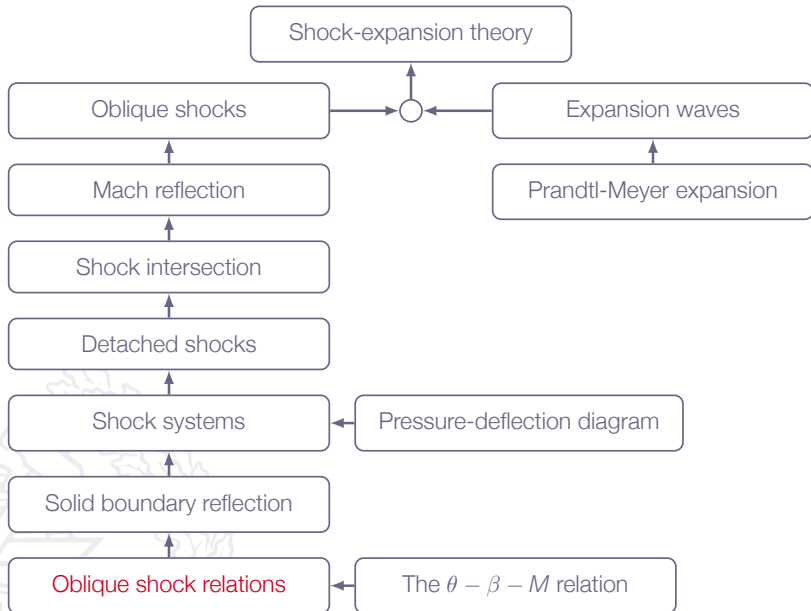 Shock-expansion theory
Oblique shocks
Expansion waves
Mach reflection
Prandtl-Meyer expansion
Shock intersection
Detached shocks
Shock systems
Pressure-deflection diagram
Solid boundary reflection
Oblique shock relations
The θ − β − M relation